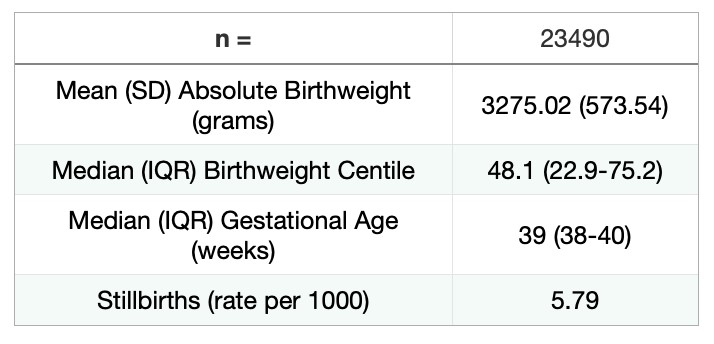 n =
23490
Mean (SD) Absolute Birthweight
(grams)
3275.02 (573.54)
Median (IQR) Birthweight Centile
48.1 (22.9-75.2)
Median (IQR) Gestational Age
(weeks)
39 (38-40)
Stillbirths (rate per 1000)
5.79